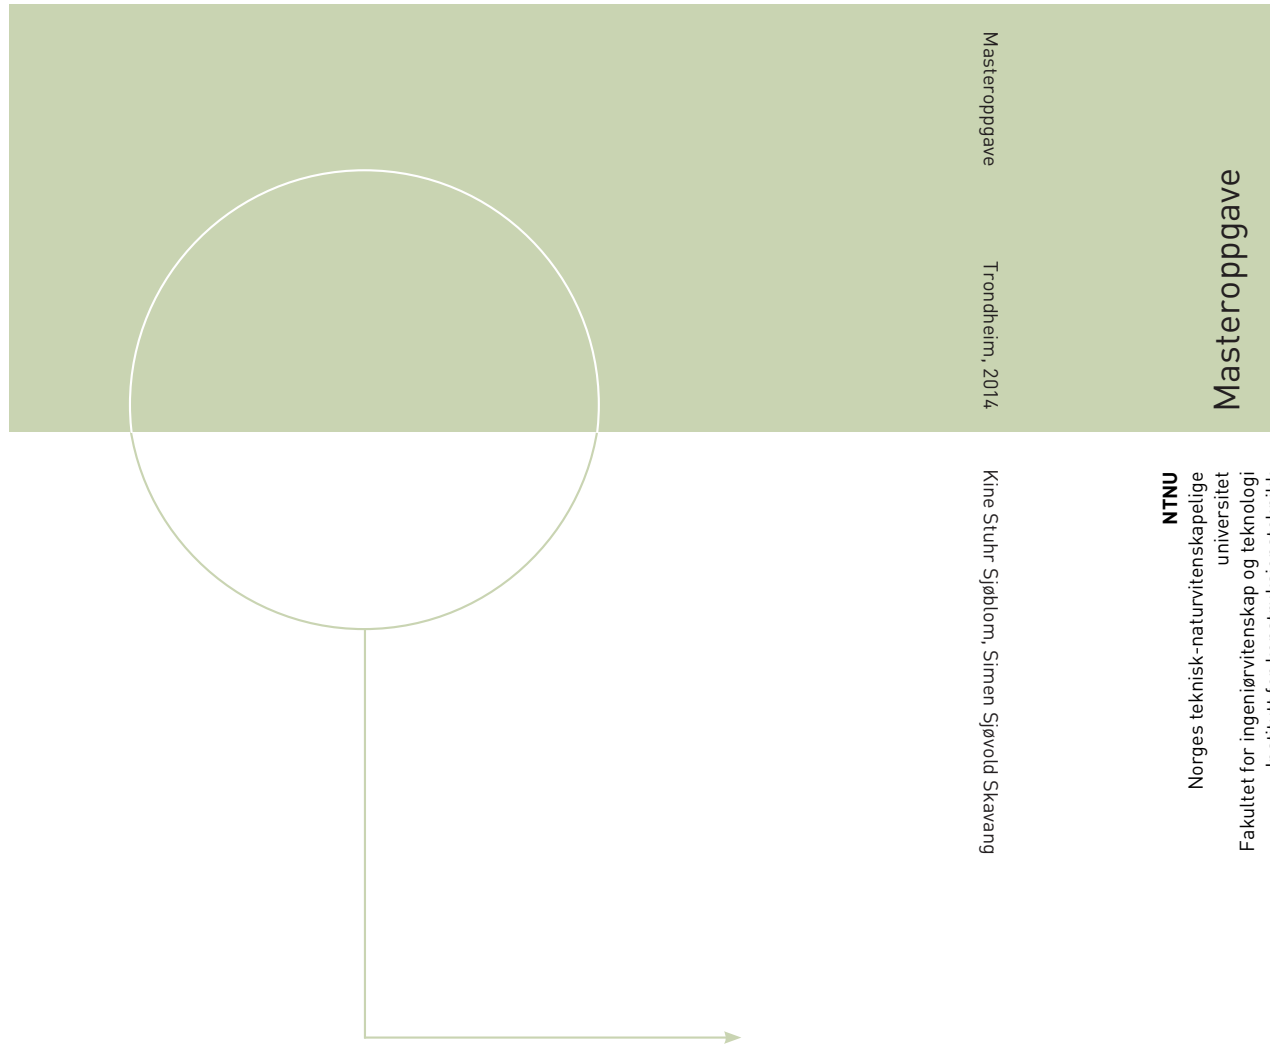 Masteroppgave
Trondheim, 2014
Kine Stuhr Sjøblom, Simen Sjøvold Skavang
Masteroppgave
NTNU
Norges teknisk-naturvitenskapelige
universitet
Fakultet for ingeniørvitenskap og teknologi